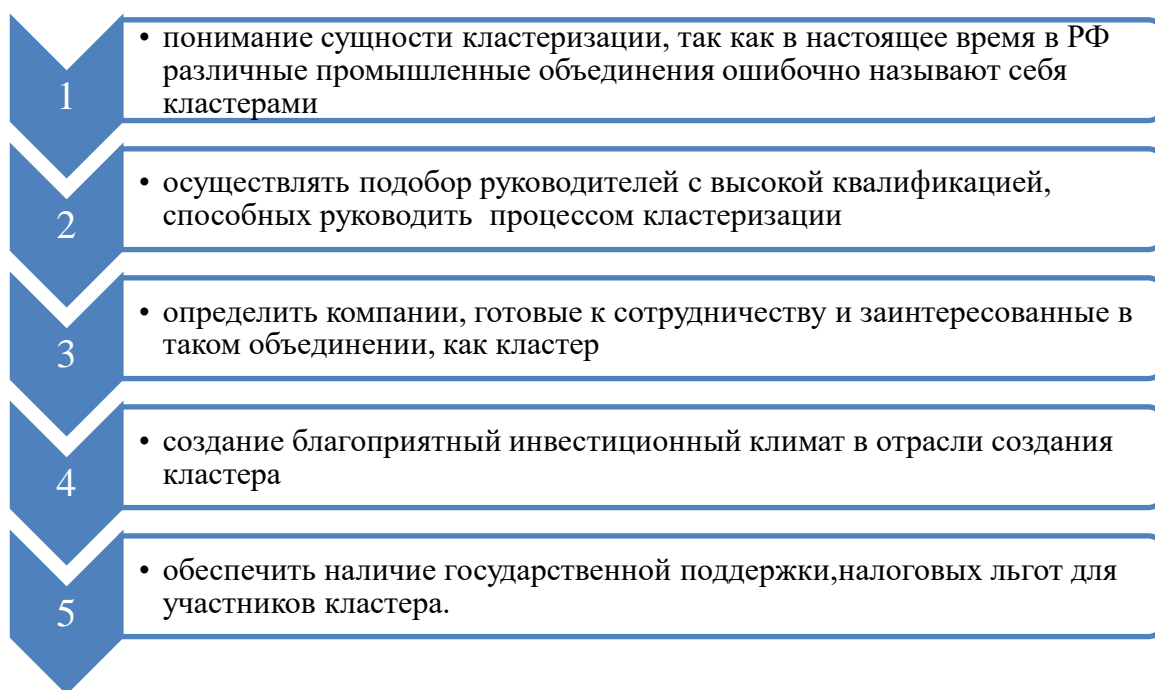 1
• понимание сущности кластеризации, так как в настоящее время в РФ
различные промышленные объединения ошибочно называют себя
кластерами
2
• осуществлять подобор руководителей с высокой квалификацией,
способных руководить процессом кластеризации
3
• определить компании, готовые к сотрудничеству и заинтересованные в
таком объединении, как кластер
4
• создание благоприятный инвестиционный климат в отрасли создания
кластера
5
• обеспечить наличие государственной поддержки,налоговых льгот для
участников кластера.